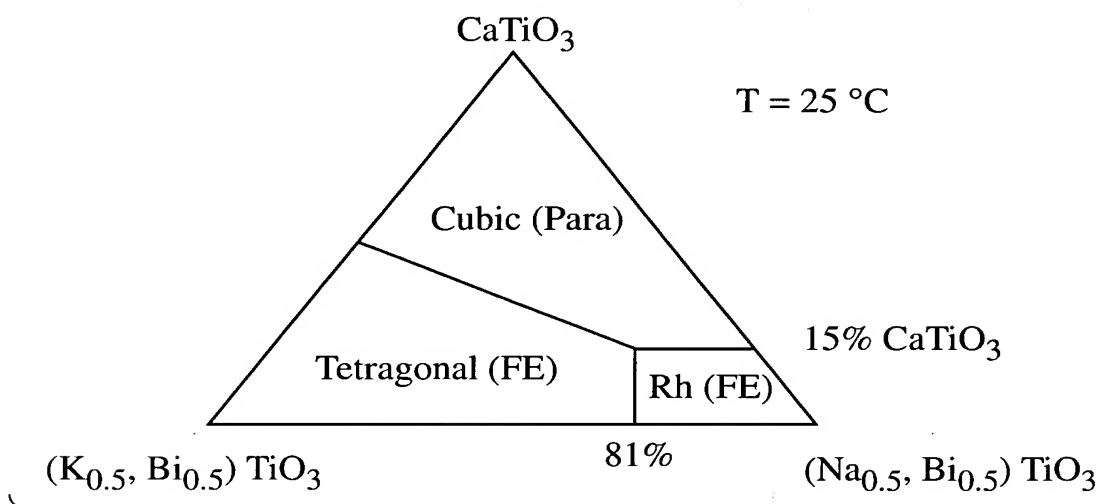 CaTiO₃
T = 25 °C
Cubic (Para)
15% CaTiO₃
Tetragonal (FE)
Rh (FE)
81%
(K₀.₅, Bi₀.₅) TiO₃
(Na₀.₅, Bi₀.₅) TiO₃